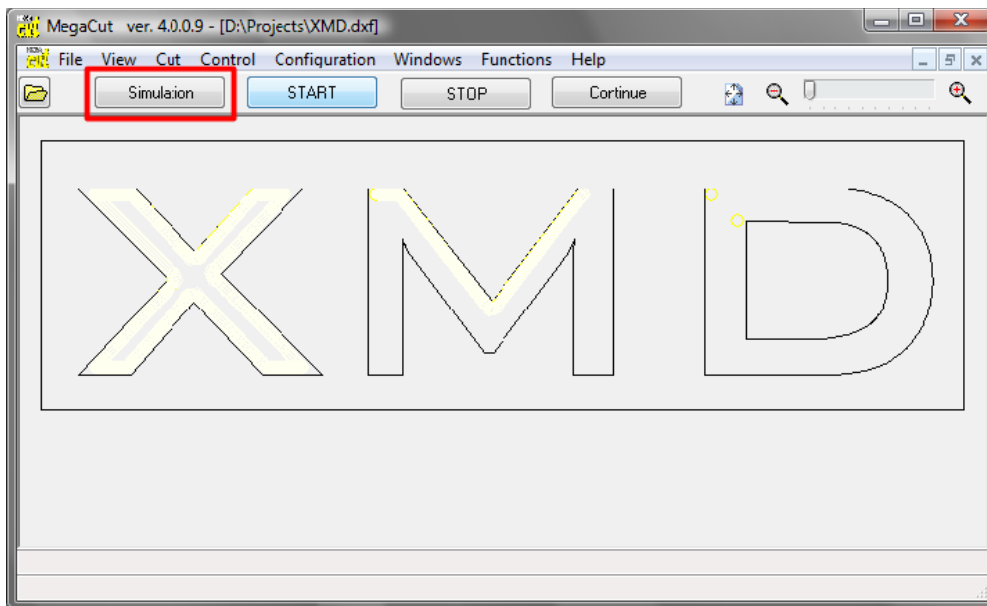 MegaCut ver. 4.0.0.9 - [D:\Projects\XMD.dxf]
File View Cut Control Configuration Windows Functions Help
Simulation START STOP Continue
XMD